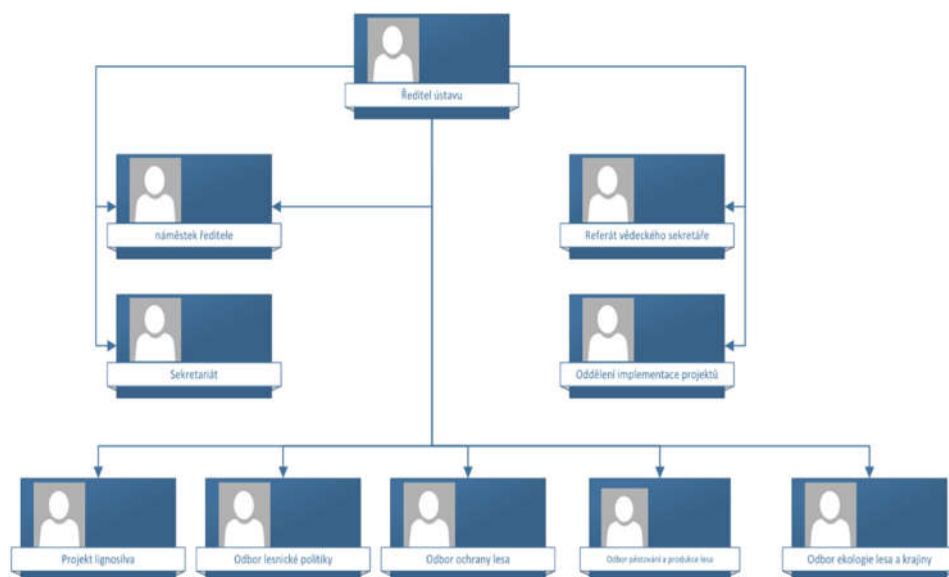 Ředitel ústavu
náměstek ředitele
Referát vědeckého sekretáře
Sekretariát
Oddělení implementace projektů
Projekt lignosilva
Odbor lesnické politiky
Odbor ochrany lesa
Odbor pěstování a produkce lesa
Odbor ekologie lesa a krajiny